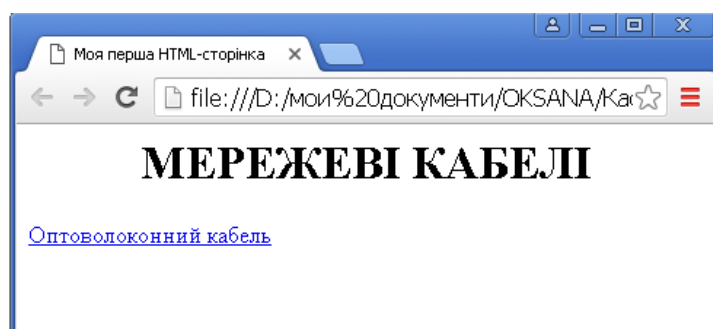 Моя перша HTML-сторінка
file:///D:/мои%20документи/OKSANA/Ка
МЕРЕЖЕВІ КАБЕЛІ
Оптоволоконний кабель